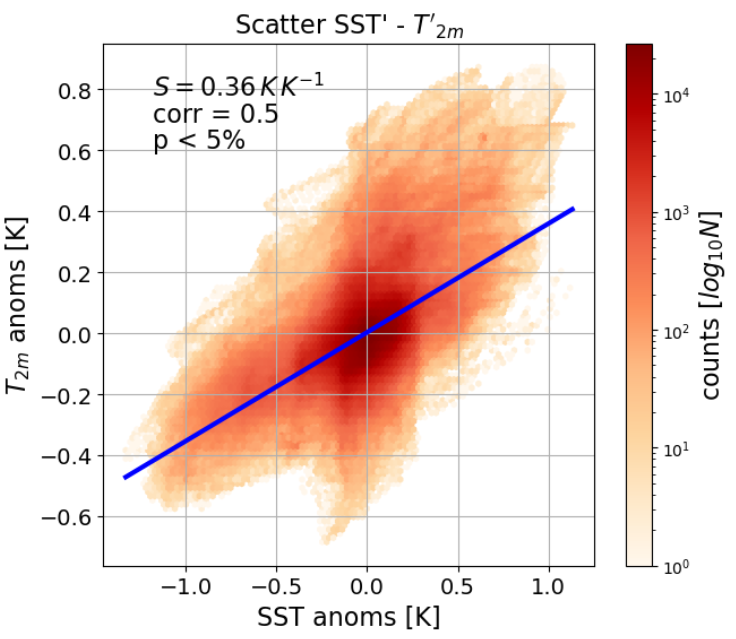 Scatter SST' - T'₂ₘ
S = 0.36 K K⁻¹
corr = 0.5
p < 5%
0.8
0.6
0.4
0.2
0.0
−0.2
−0.4
−0.6
T₂ₘ anoms [K]
−1.0 −0.5 0.0 0.5 1.0
SST anoms [K]
10⁴
10³
10²
10¹
10⁰
counts [log₁₀N]